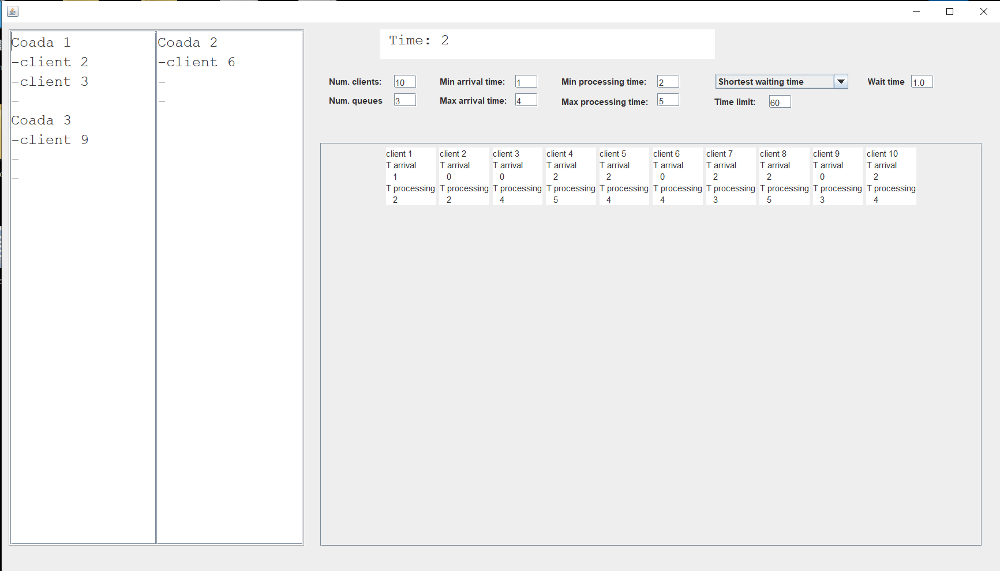 Coada 1
-client 2
-client 3
-
Coada 3
-client 9
-
-
Coada 2
-client 6
-
-
Time: 2
Num. clients: 10 Min arrival time: 1 Min processing time: 2 Shortest waiting time Wait time 1.0
Num. queues 3 Max arrival time: 4 Max processing time: 5 Time limit: 60
client 1
T arrival
1
T processing
2
client 2
T arrival
0
T processing
2
client 3
T arrival
0
T processing
4
client 4
T arrival
2
T processing
5
client 5
T arrival
2
T processing
4
client 6
T arrival
0
T processing
4
client 7
T arrival
2
T processing
3
client 8
T arrival
2
T processing
5
client 9
T arrival
0
T processing
3
client 10
T arrival
2
T processing
4